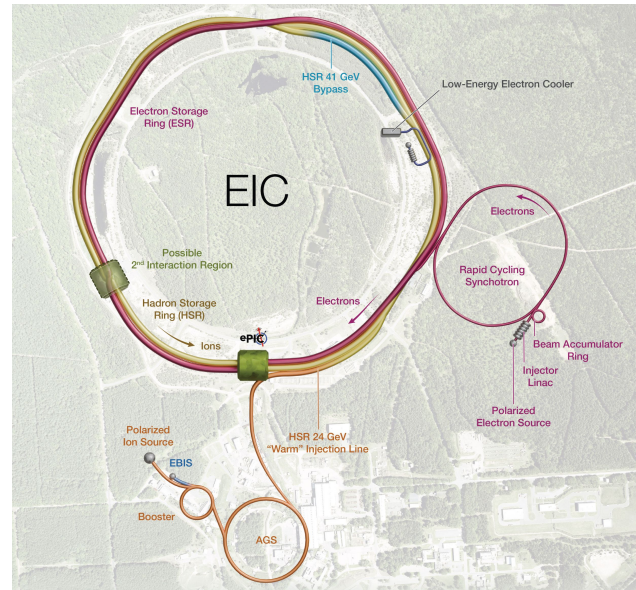 HSR 41 GeV
Bypass
Low-Energy Electron Cooler
Electron Storage
Ring (ESR)
EIC
Electrons
Possible
2nd Interaction Region
Rapid Cycling
Synchotron
Hadron Storage
Ring (HSR)
Electrons
Ions
ePIC
Beam Accumulator
Ring
Injector
Linac
Polarized
Electron Source
Polarized
Ion Source
HSR 24 GeV
"Warm" Injection Line
EBIS
Booster
AGS